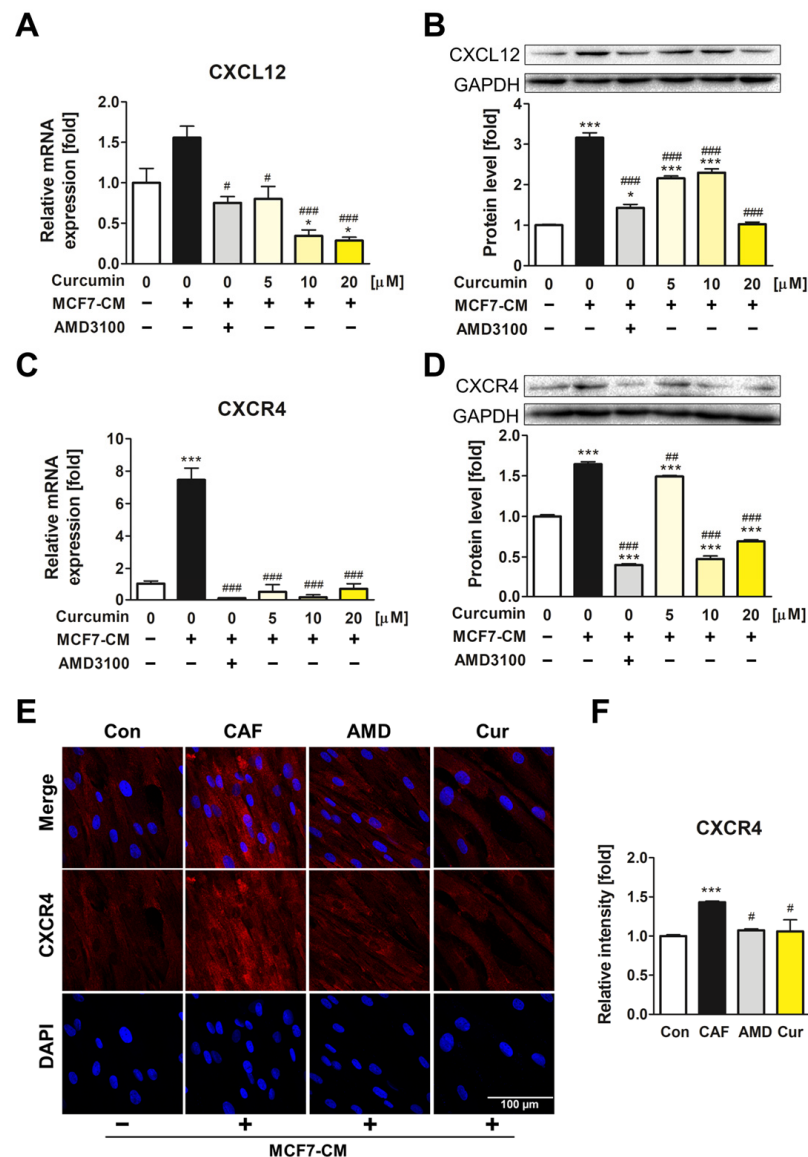 A
CXCL12
Relative mRNA
expression [fold]
2.0
1.5
1.0
0.5
0.0
#
#
###
*
###
*
Curcumin 0 0 0 5 10 20 [µM]
MCF7-CM − + + + + +
AMD3100 − − + − − −
B
CXCL12
GAPDH
Protein level [fold]
4
3
2
1
0
***
###
*
###
***
###
***
###
Curcumin 0 0 0 5 10 20 [µM]
MCF7-CM − + + + + +
AMD3100 − − + − − −
C
CXCR4
Relative mRNA
expression [fold]
10
8
6
4
2
0
***
###
###
###
###
Curcumin 0 0 0 5 10 20 [µM]
MCF7-CM − + + + + +
AMD3100 − − + − − −
D
CXCR4
GAPDH
Protein level [fold]
2.0
1.5
1.0
0.5
0.0
***
###
***
##
***
###
***
###
***
Curcumin 0 0 0 5 10 20 [µM]
MCF7-CM − + + + + +
AMD3100 − − + − − −
E
Con CAF AMD Cur
Merge
CXCR4
DAPI
100 µm
− + + +
MCF7-CM
F
CXCR4
Relative intensity [fold]
2.0
1.5
1.0
0.5
0.0
***
#
#
Con CAF AMD Cur